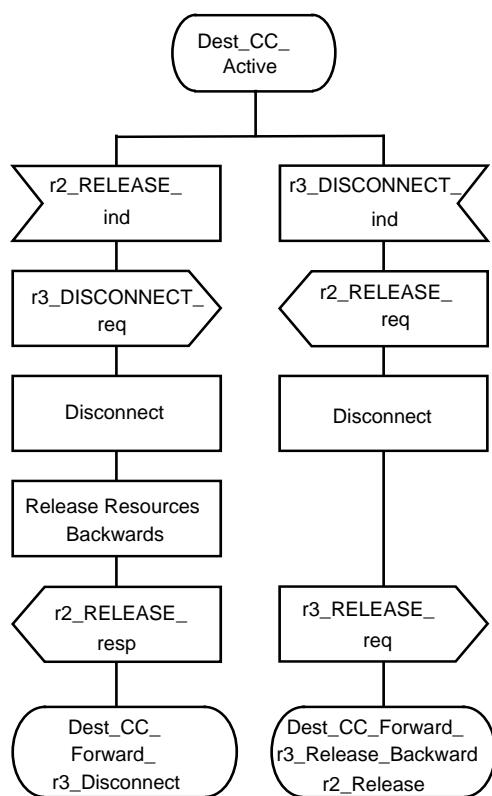 Dest_CC_
Active
r2_RELEASE_
ind
r3_DISCONNECT_
ind
r3_DISCONNECT_
req
r2_RELEASE_
req
Disconnect
Disconnect
Release Resources
Backwards
r2_RELEASE_
resp
r3_RELEASE_
req
Dest_CC_
Forward_
r3_Disconnect
Dest_CC_Forward_
r3_Release_Backward
r2_Release